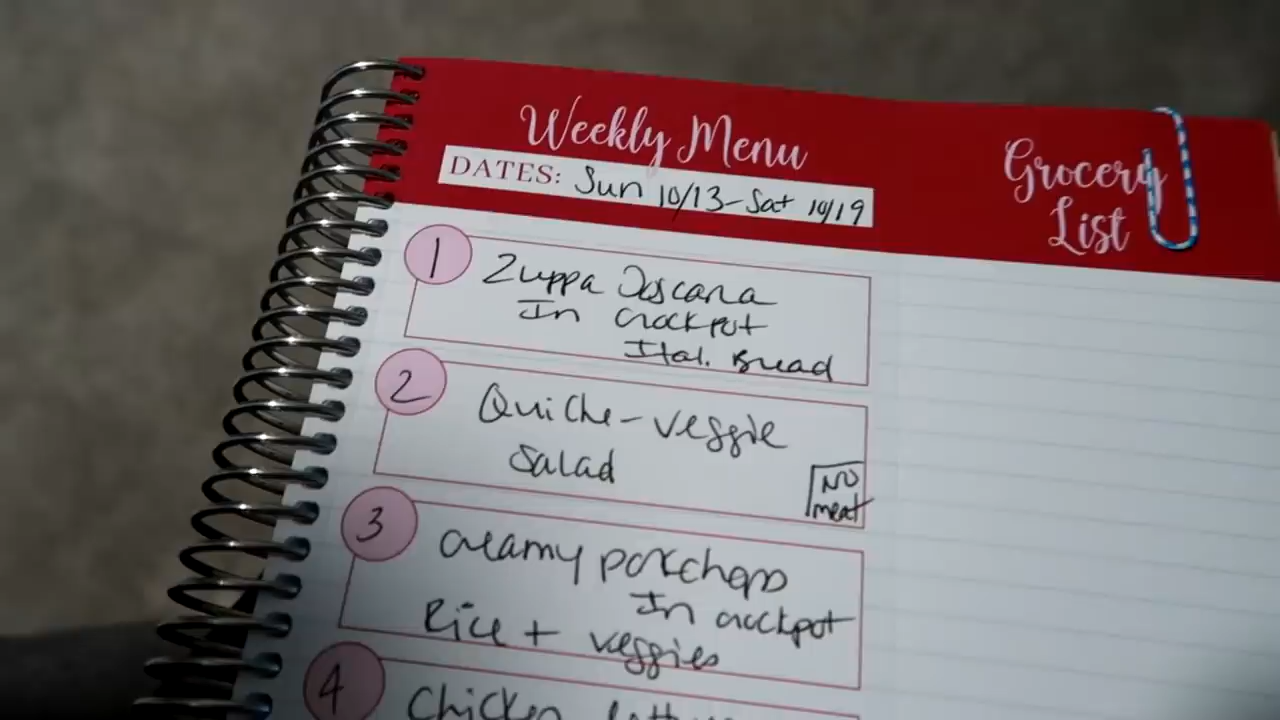 Weekly Menu
DATES: Sun 10/13-Sat 10/19
Grocery
List
1
Zuppa Toscana
In crockpot
Ital. Bread
2
Quiche-veggie
Salad
NO
meat
3
creamy porkchops
In crockpot
Rice + veggies
4
Chicken